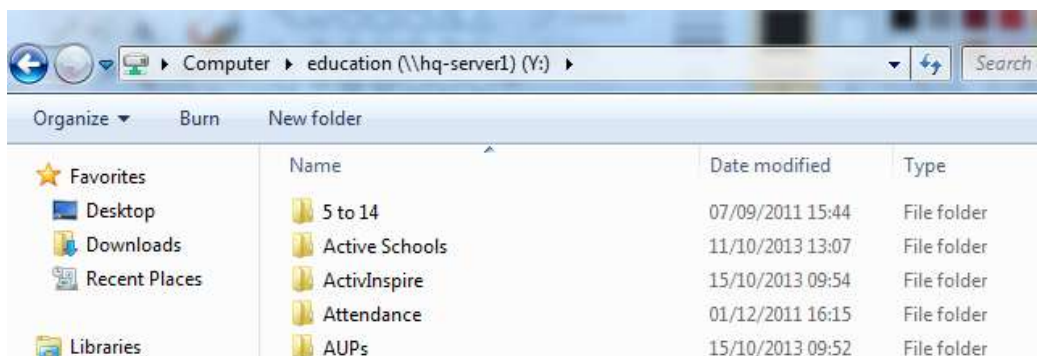 Computer ▸ education (\\hq-server1) (Y:) ▸ Search
Organize ▾ Burn New folder
Name Date modified Type
Favorites
Desktop 5 to 14 07/09/2011 15:44 File folder
Downloads Active Schools 11/10/2013 13:07 File folder
Recent Places ActivInspire 15/10/2013 09:54 File folder
Attendance 01/12/2011 16:15 File folder
Libraries AUPs 15/10/2013 09:52 File folder